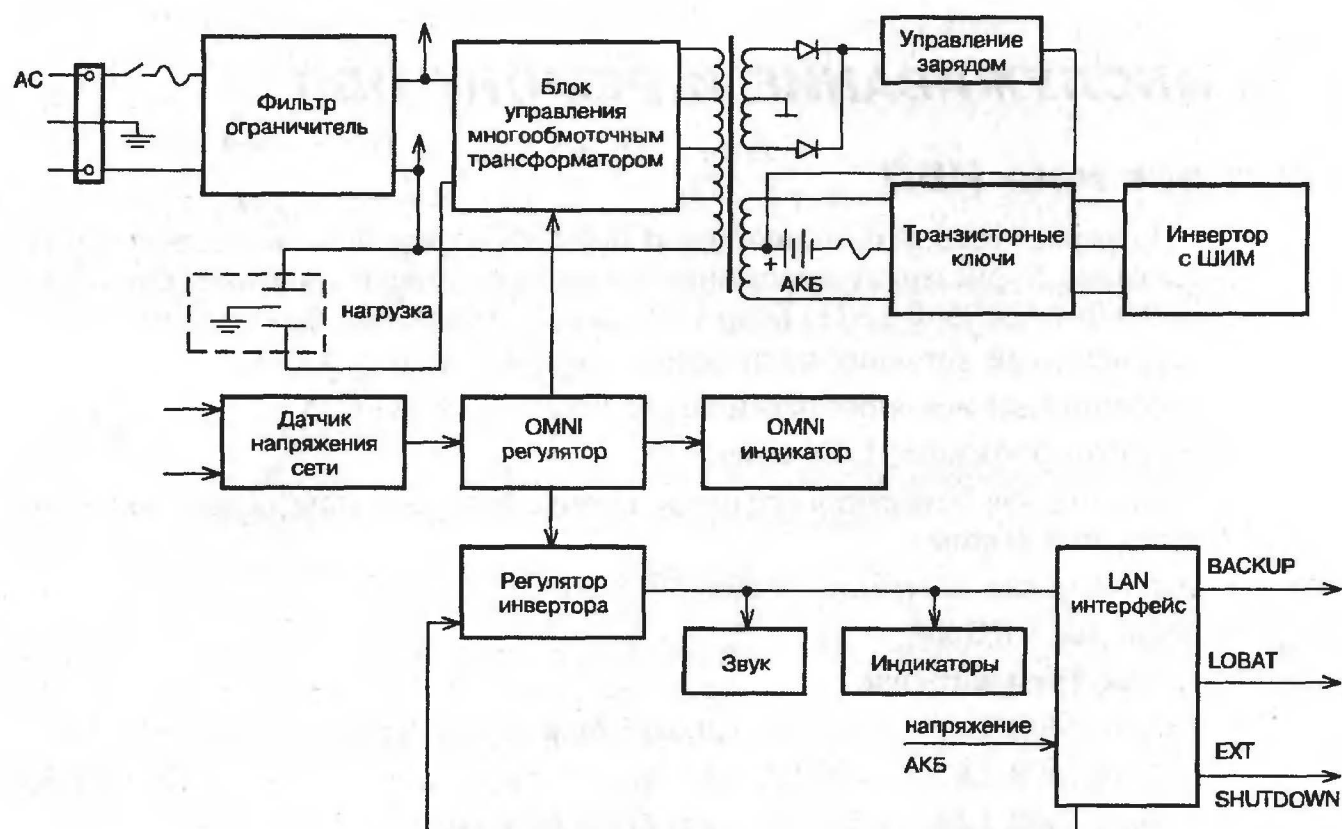 AC
Фильтр
ограничитель
Блок
управления
многообмоточным
трансформатором
Управление
зарядом
+
АКБ
Транзисторные
ключи
Инвертор
с ШИМ
нагрузка
Датчик
напряжения
сети
OMNI
регулятор
OMNI
индикатор
Регулятор
инвертора
Звук
Индикаторы
LAN
интерфейс
напряжение
АКБ
BACKUP
LOBAT
EXT
SHUTDOWN